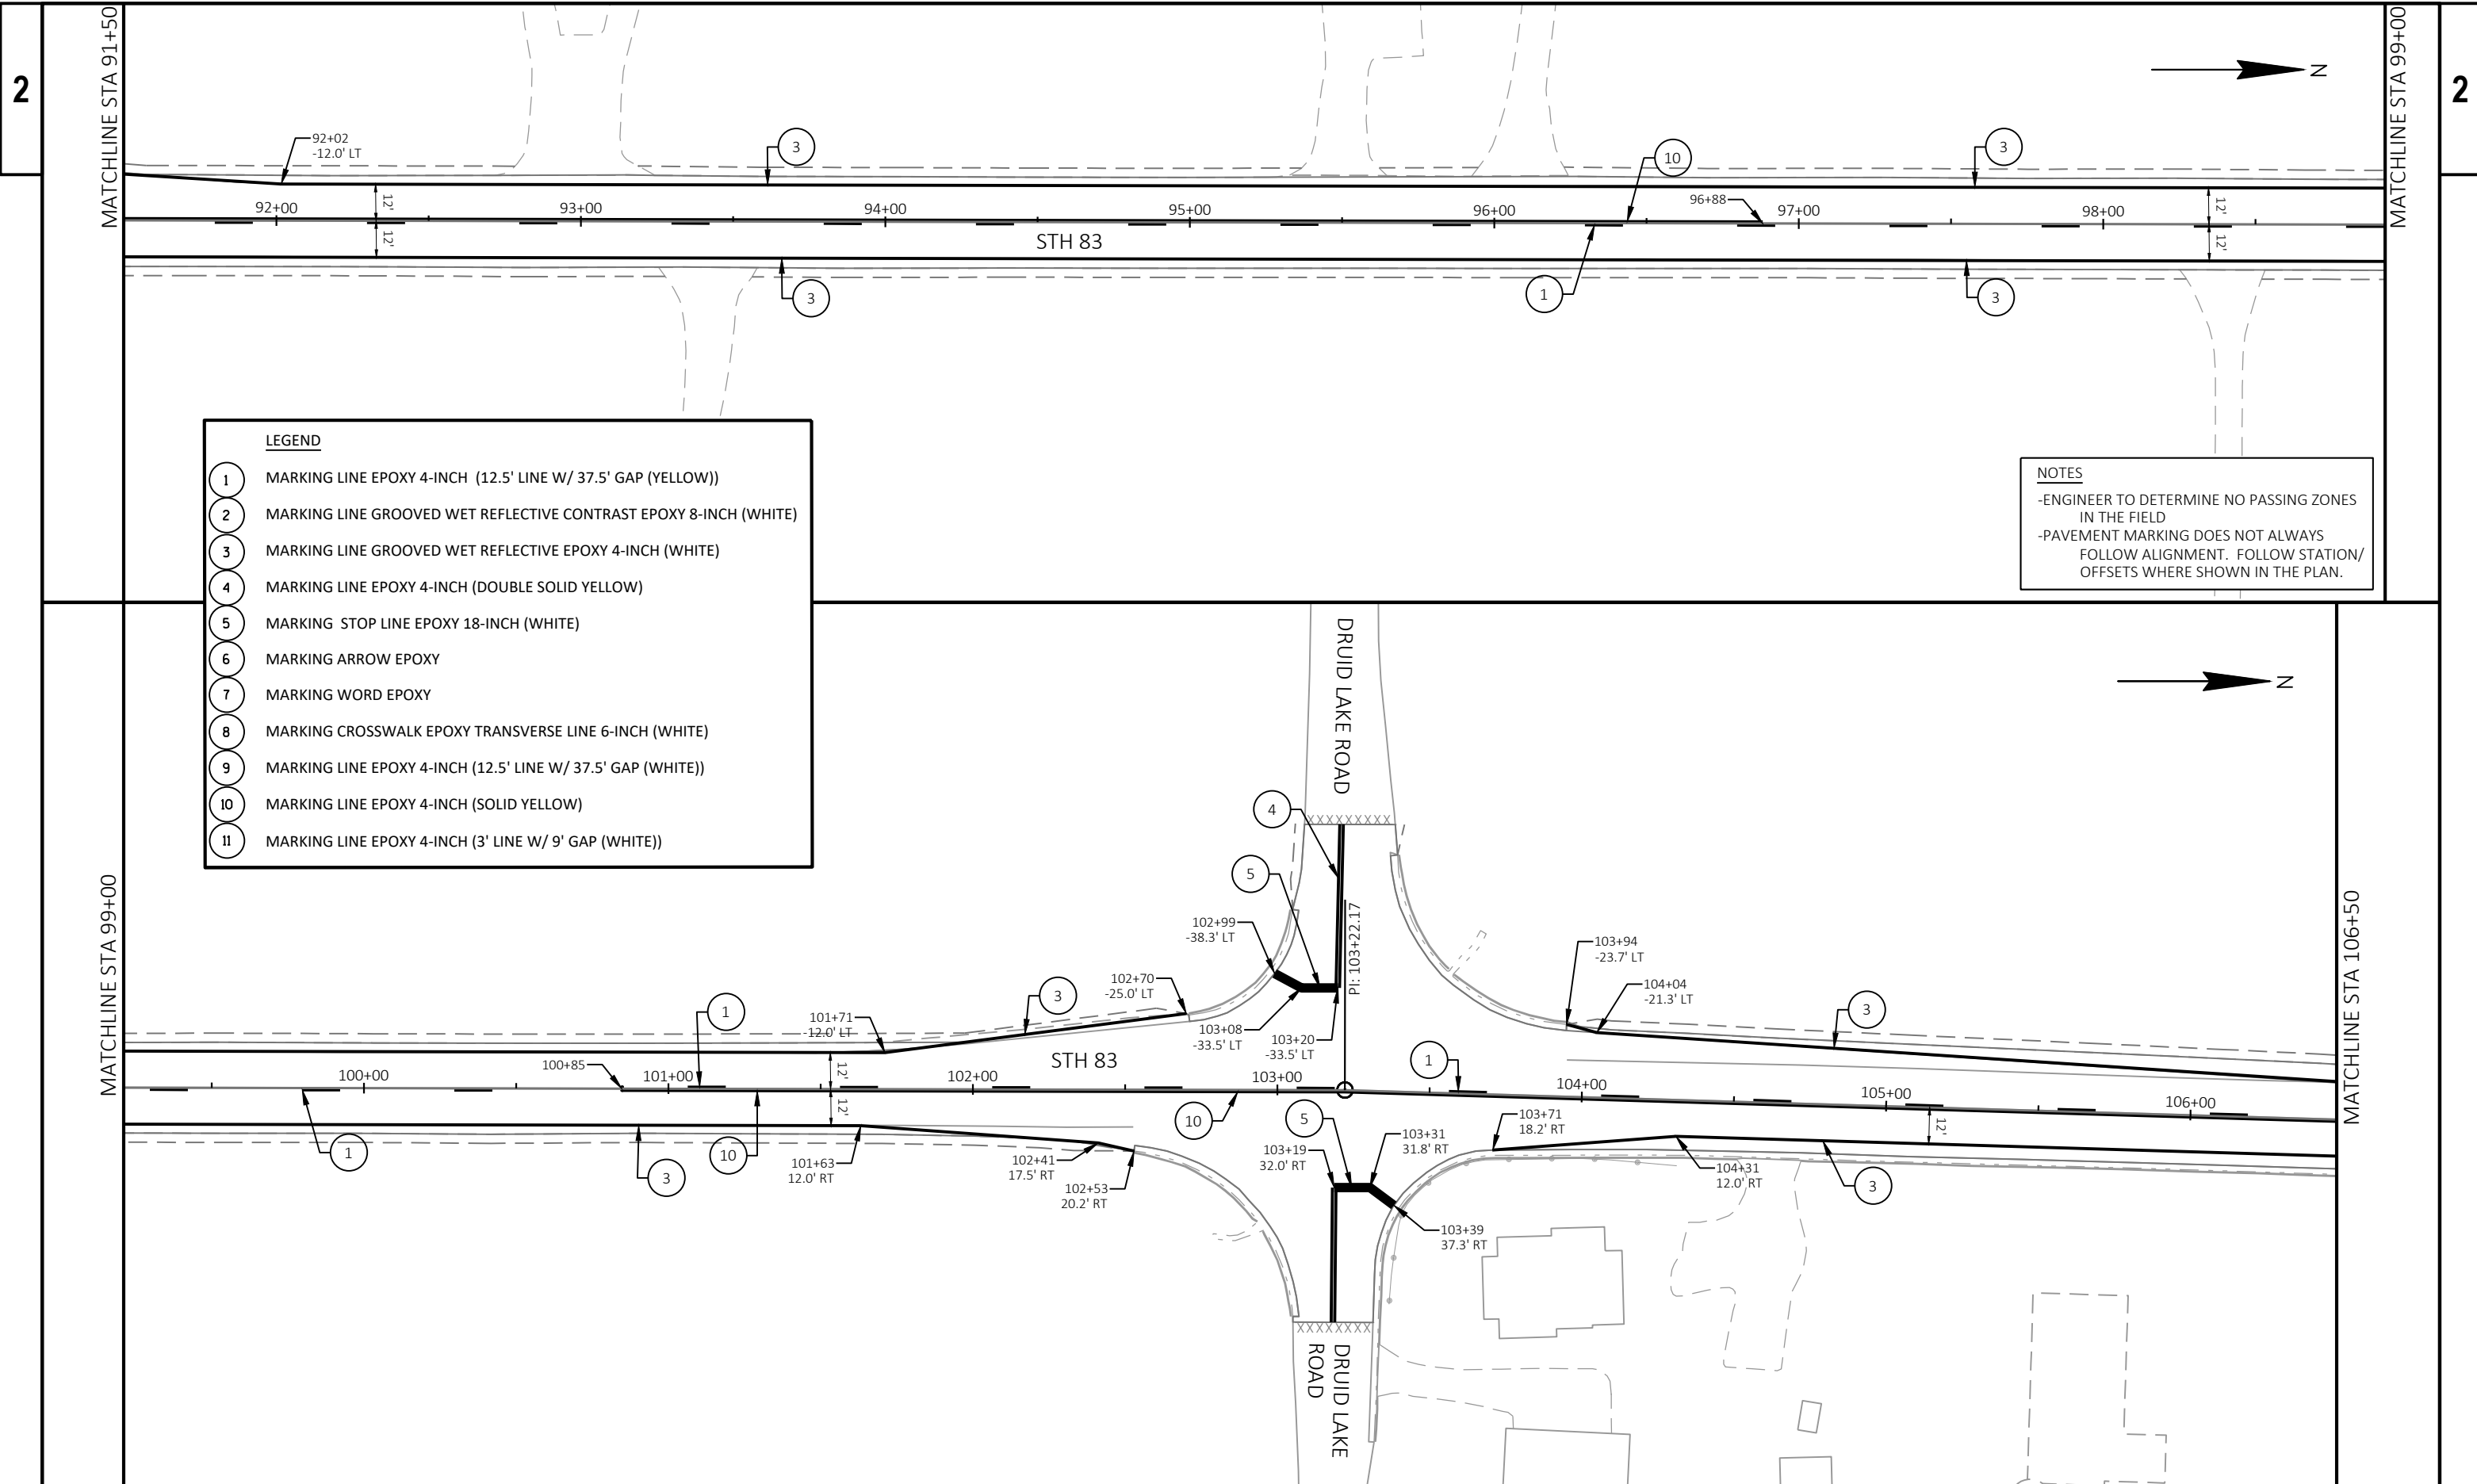 2
2
MATCHLINE STA 91+50
MATCHLINE STA 99+00
N
92+02
-12.0' LT
3
10
3
12'
12'
92+00
93+00
94+00
95+00
96+00
96+88
97+00
98+00
12'
12'
STH 83
3
1
3
LEGEND
1 MARKING LINE EPOXY 4-INCH (12.5' LINE W/ 37.5' GAP (YELLOW))
2 MARKING LINE GROOVED WET REFLECTIVE CONTRAST EPOXY 8-INCH (WHITE)
3 MARKING LINE GROOVED WET REFLECTIVE EPOXY 4-INCH (WHITE)
4 MARKING LINE EPOXY 4-INCH (DOUBLE SOLID YELLOW)
5 MARKING STOP LINE EPOXY 18-INCH (WHITE)
6 MARKING ARROW EPOXY
7 MARKING WORD EPOXY
8 MARKING CROSSWALK EPOXY TRANSVERSE LINE 6-INCH (WHITE)
9 MARKING LINE EPOXY 4-INCH (12.5' LINE W/ 37.5' GAP (WHITE))
10 MARKING LINE EPOXY 4-INCH (SOLID YELLOW)
11 MARKING LINE EPOXY 4-INCH (3' LINE W/ 9' GAP (WHITE))
NOTES
-ENGINEER TO DETERMINE NO PASSING ZONES
IN THE FIELD
-PAVEMENT MARKING DOES NOT ALWAYS
FOLLOW ALIGNMENT. FOLLOW STATION/
OFFSETS WHERE SHOWN IN THE PLAN.
MATCHLINE STA 99+00
MATCHLINE STA 106+50
N
DRUID LAKE ROAD
XXXXXXXXX
4
5
PI: 103+22.17
102+99
-38.3' LT
103+94
-23.7' LT
102+70
-25.0' LT
104+04
-21.3' LT
1
3
3
101+71
-12.0' LT
103+08
-33.5' LT
103+20
-33.5' LT
STH 83
1
100+85
12'
12'
100+00
101+00
102+00
103+00
104+00
105+00
106+00
12'
1
3
10
10
5
101+63
12.0' RT
102+41
17.5' RT
102+53
20.2' RT
103+19
32.0' RT
103+31
31.8' RT
103+71
18.2' RT
104+31
12.0' RT
3
103+39
37.3' RT
XXXXXXXX
DRUID LAKE
ROAD